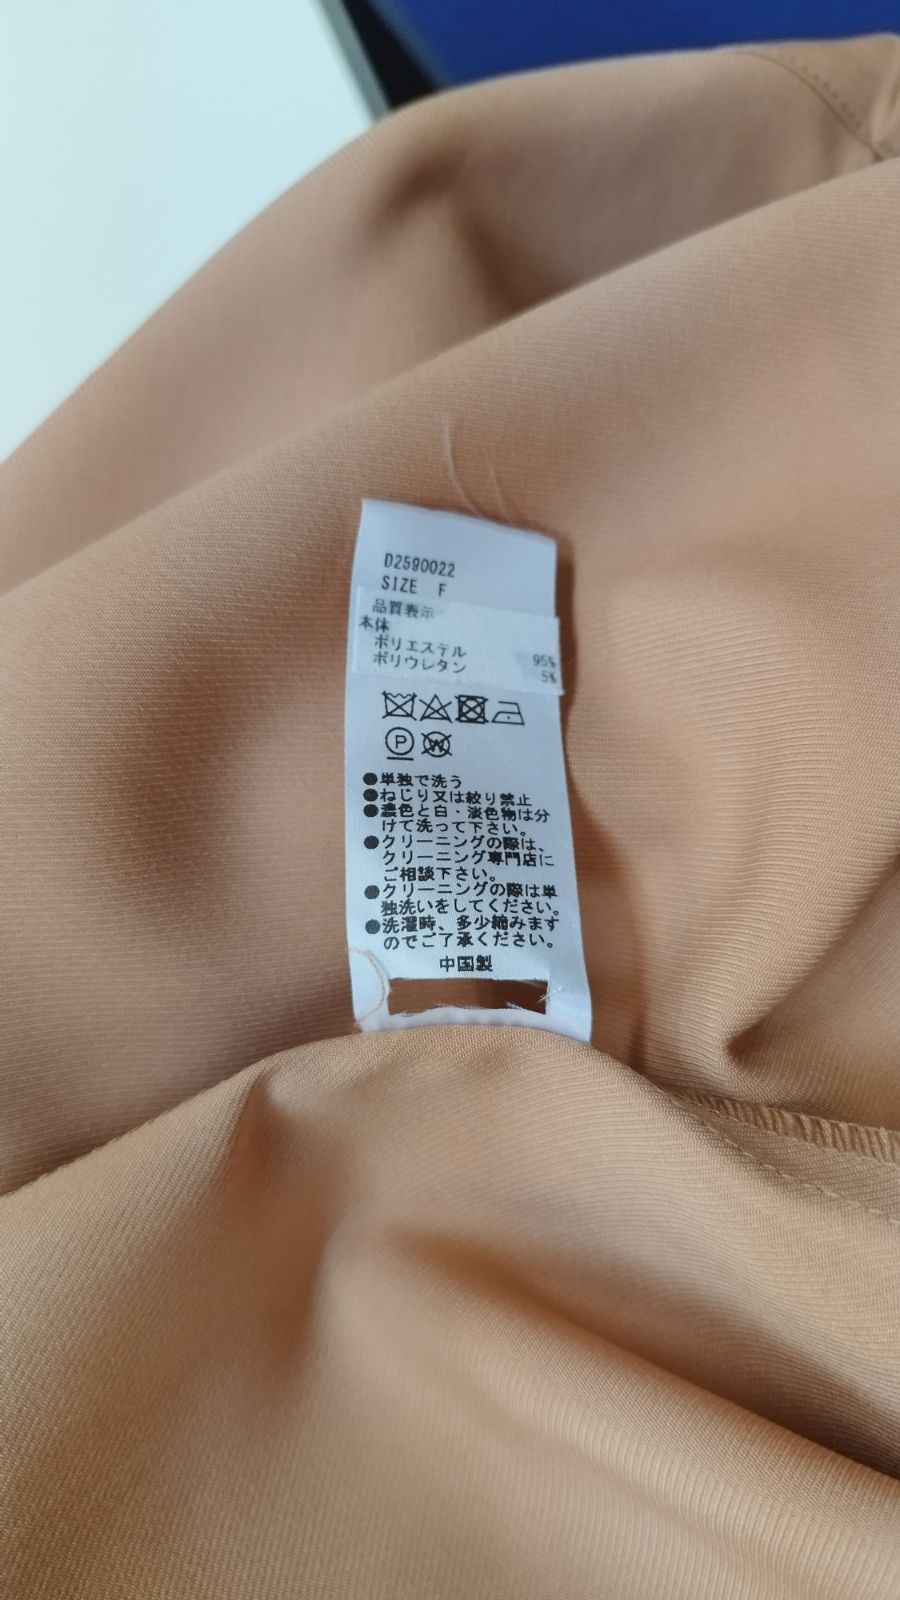 D2590022
SIZE F
品質表示
本体
ポリエステル 95%
ポリウレタン 5%
P
W
●単独で洗う
●ねじり又は絞り禁止
●濃色と白・淡色物は分
けて洗って下さい。
●クリーニングの際は、
クリーニング専門店に
ご相談下さい。
●クリーニングの際は単
独洗いをしてください。
●洗濯時、多少縮みます
のでご了承ください。
中国製